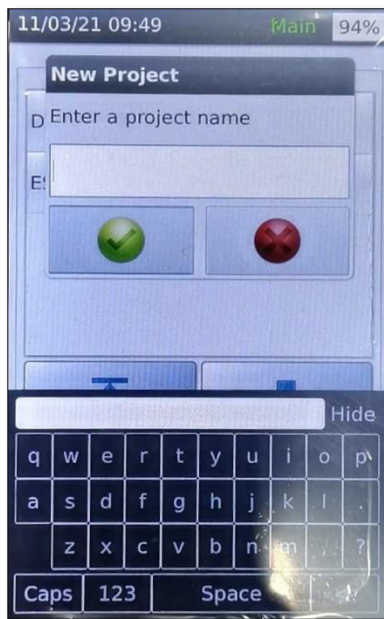 11/03/21 09:49 Main 94%
New Project
Enter a project name
D
E
Hide
q w e r t y u i o p
a s d f g h j k l .
z x c v b n m ?
Caps 123 Space